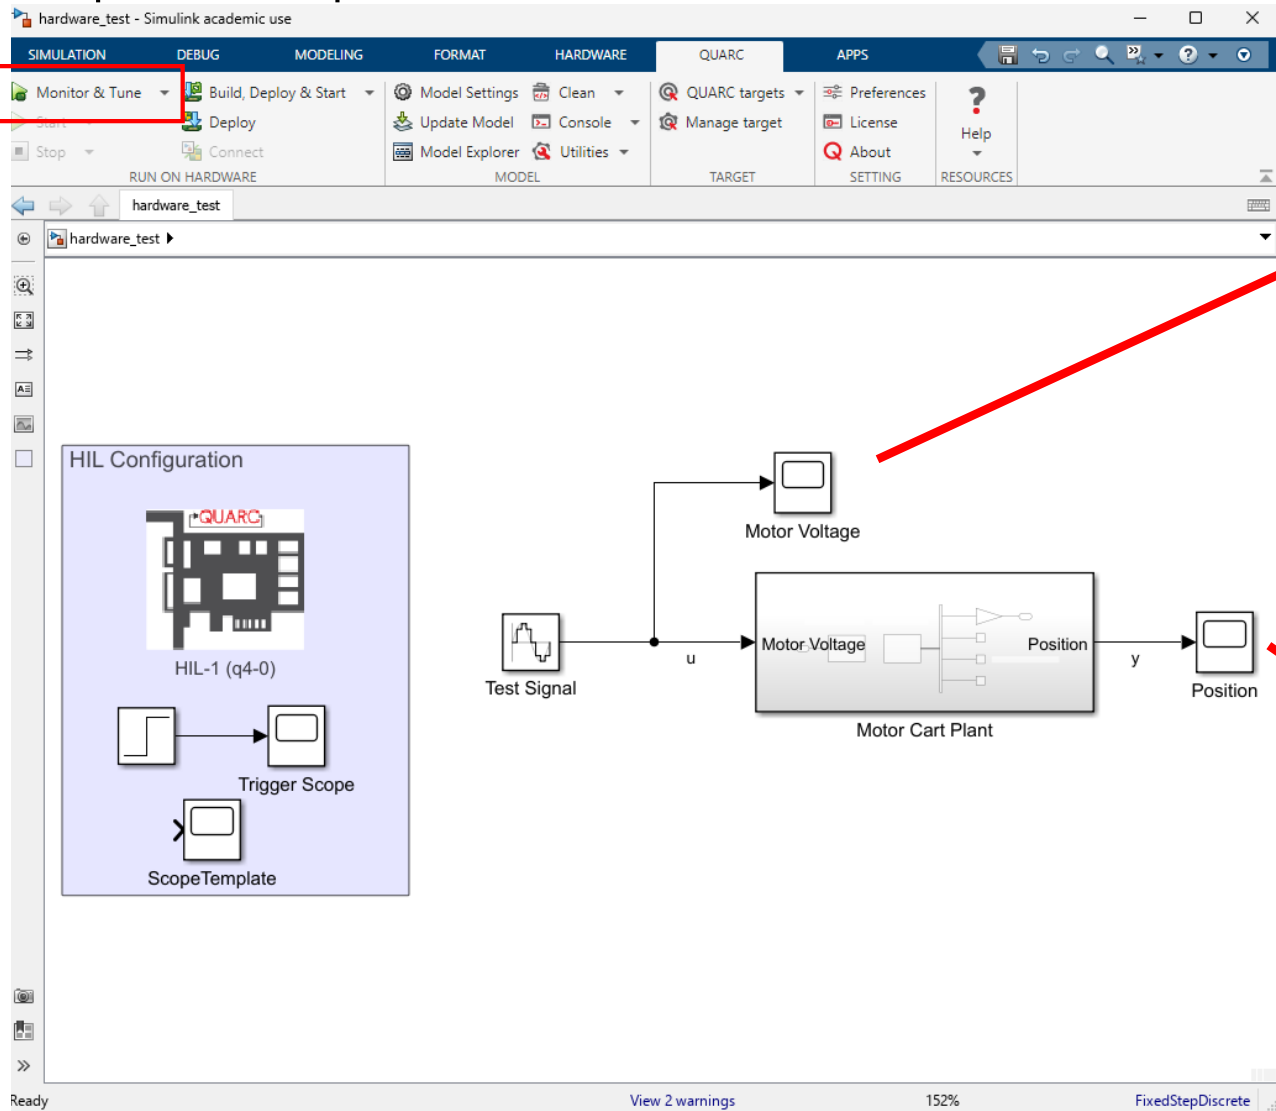 hardware_test - Simulink academic use
SIMULATION DEBUG MODELING FORMAT HARDWARE QUARC APPS
Monitor & Tune Build, Deploy & Start Model Settings Clean QUARC targets Preferences
Start Deploy Update Model Console Manage target License Help
Stop Connect Model Explorer Utilities About
RUN ON HARDWARE MODEL TARGET SETTING RESOURCES
hardware_test
hardware_test
HIL Configuration
QUARC
HIL-1 (q4-0)
Trigger Scope
ScopeTemplate
Motor Voltage
Test Signal
u
Motor Voltage
Position
Motor Cart Plant
y
Position
Ready View 2 warnings 152% FixedStepDiscrete